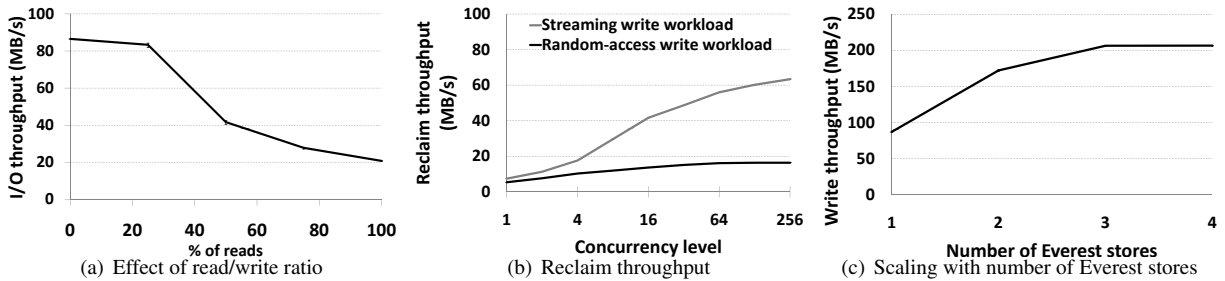 I/O throughput (MB/s)
100
80
60
40
20
0
0 20 40 60 80 100
% of reads
(a) Effect of read/write ratio
Reclaim throughput
(MB/s)
100
80
60
40
20
0
Streaming write workload
Random-access write workload
1 4 16 64 256
Concurrency level
(b) Reclaim throughput
Write throughput (MB/s)
250
200
150
100
50
0
1 2 3 4
Number of Everest stores
(c) Scaling with number of Everest stores